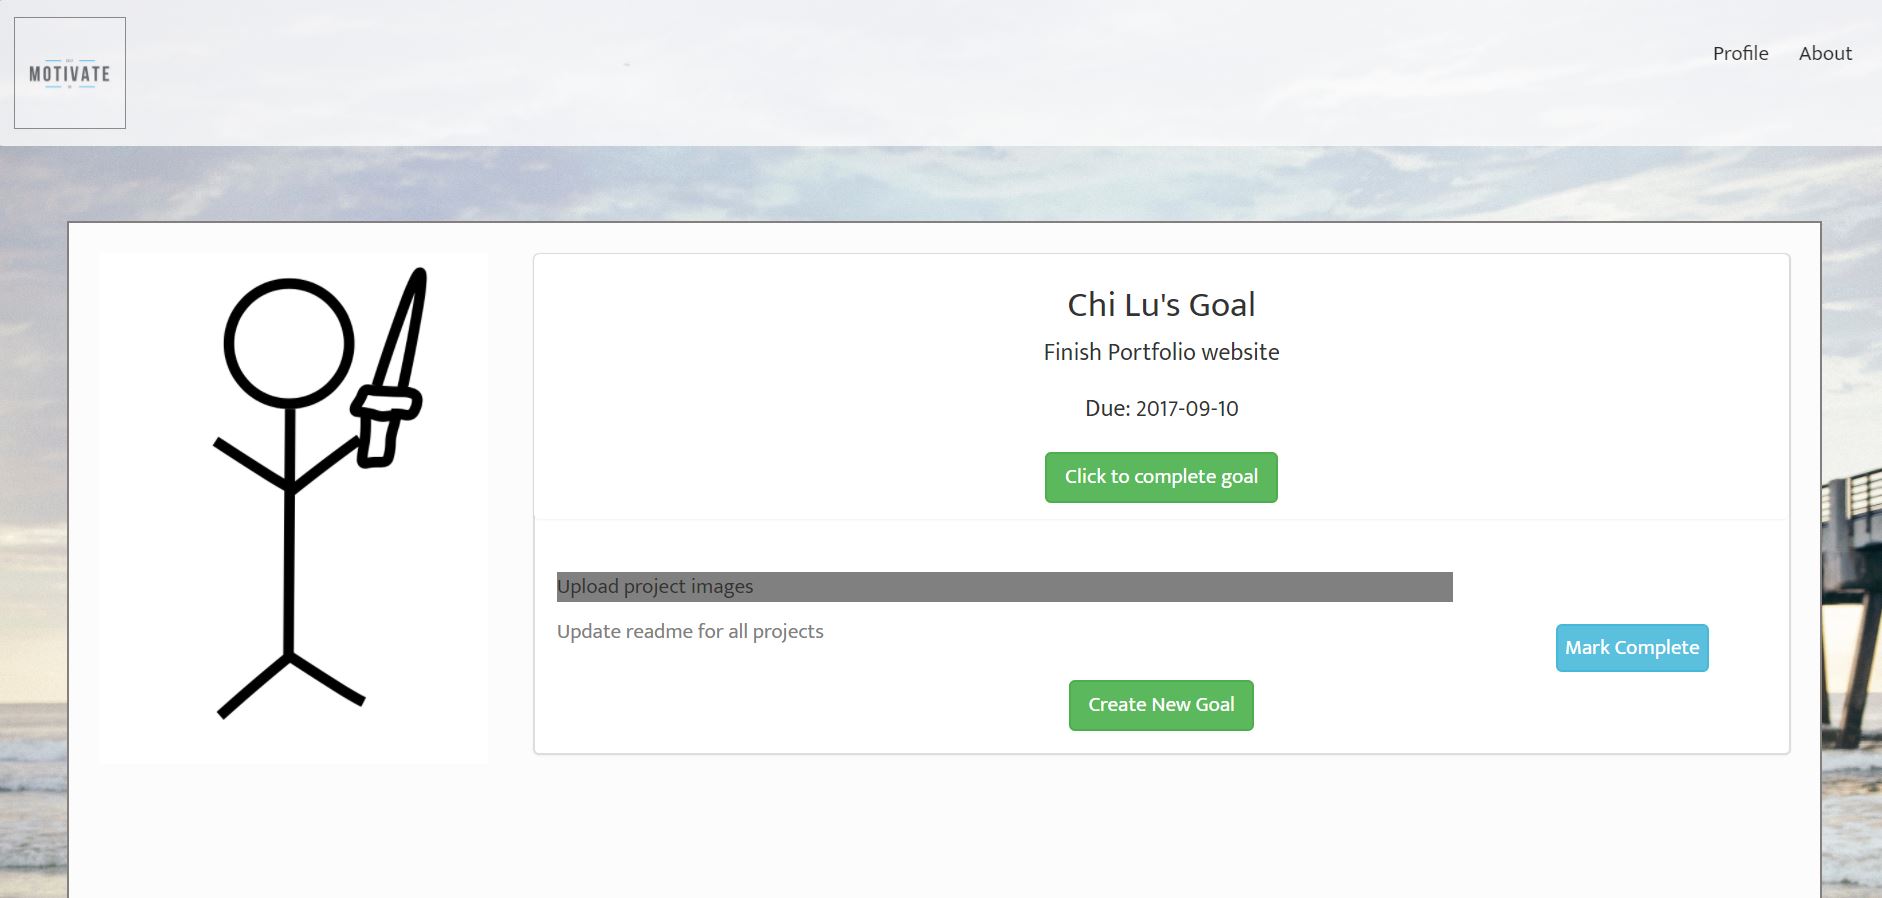 MOTIVATE
Profile
About
Chi Lu's Goal
Finish Portfolio website
Due: 2017-09-10
Click to complete goal
Upload project images
Update readme for all projects
Mark Complete
Create New Goal